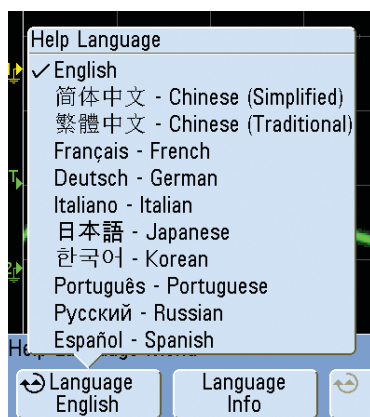 Help Language
✓ English
简体中文 - Chinese (Simplified)
繁體中文 - Chinese (Traditional)
Français - French
Deutsch - German
Italiano - Italian
日本語 - Japanese
한국어 - Korean
Português - Portuguese
Русский - Russian
Español - Spanish
Language
English
Language
Info